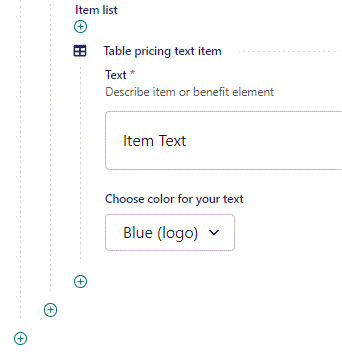 Item list
Table pricing text item
Text *
Describe item or benefit element
Item Text
Choose color for your text
Blue (logo)